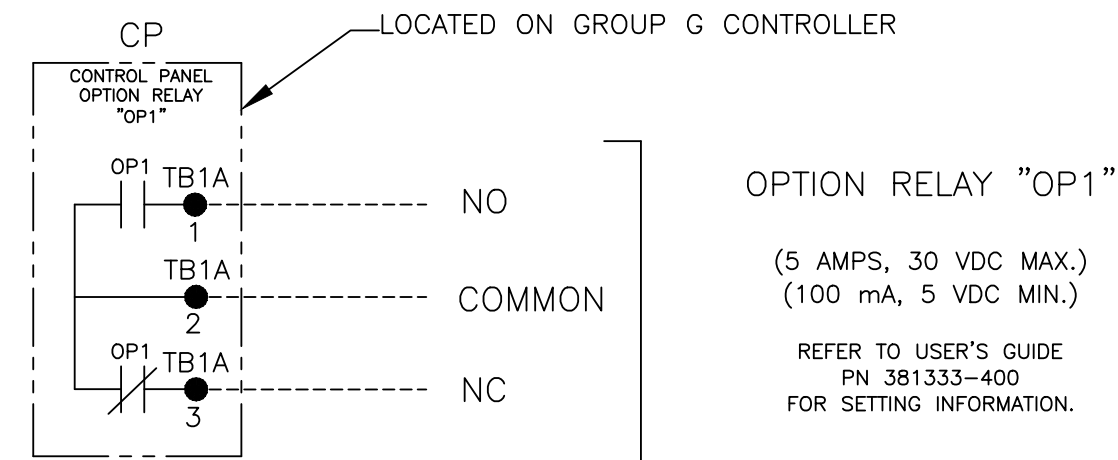 CP
LOCATED ON GROUP G CONTROLLER
CONTROL PANEL
OPTION RELAY
"OP1"
OP1 TB1A
1
NO
TB1A
2
COMMON
OP1 TB1A
3
NC
OPTION RELAY "OP1"
(5 AMPS, 30 VDC MAX.)
(100 mA, 5 VDC MIN.)
REFER TO USER'S GUIDE
PN 381333-400
FOR SETTING INFORMATION.